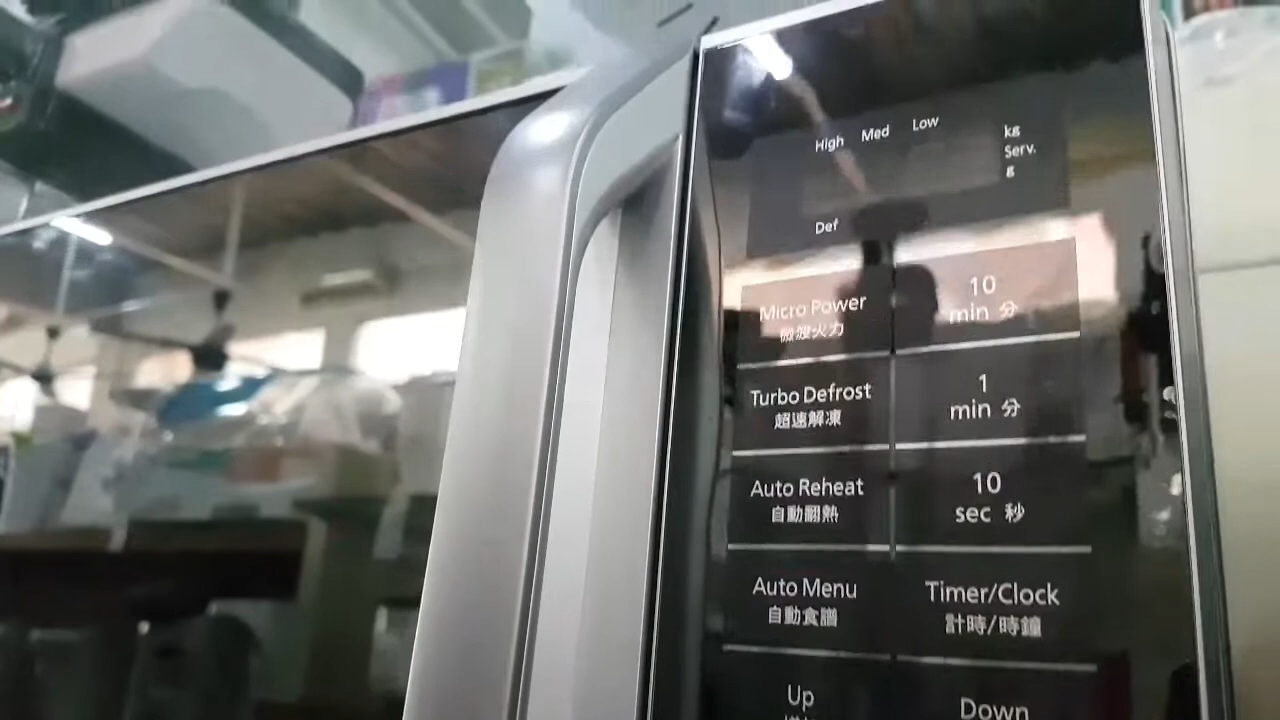 High Med Low
kg
Serv.
g
Def
Micro Power
微波火力
10
min 分
Turbo Defrost
超速解凍
1
min 分
Auto Reheat
自動翻熱
10
sec 秒
Auto Menu
自動食譜
Timer/Clock
計時/時鐘
Up
Down